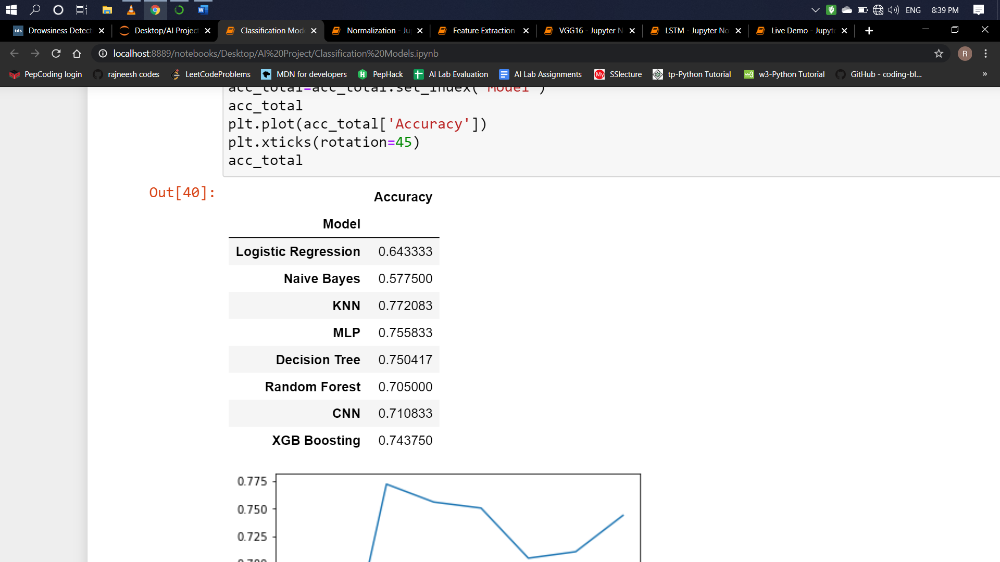 ENG 8:39 PM
Drowsiness Detect Desktop/AI Project Classification Mod Normalization - Ju Feature Extraction VGG16 - Jupyter N LSTM - Jupyter No Live Demo - Jupyt
localhost:8889/notebooks/Desktop/AI%20Project/Classification%20Models.ipynb R
PepCoding login rajneesh codes LeetCodeProblems MDN for developers PepHack AI Lab Evaluation AI Lab Assignments SSlecture tp-Python Tutorial w3-Python Tutorial GitHub - coding-bl... »
acc_total=acc_total.set_index('Model')
acc_total
plt.plot(acc_total['Accuracy'])
plt.xticks(rotation=45)
acc_total
Out[40]:
Accuracy
Model
Logistic Regression 0.643333
Naive Bayes 0.577500
KNN 0.772083
MLP 0.755833
Decision Tree 0.750417
Random Forest 0.705000
CNN 0.710833
XGB Boosting 0.743750
0.775
0.750
0.725
0.700